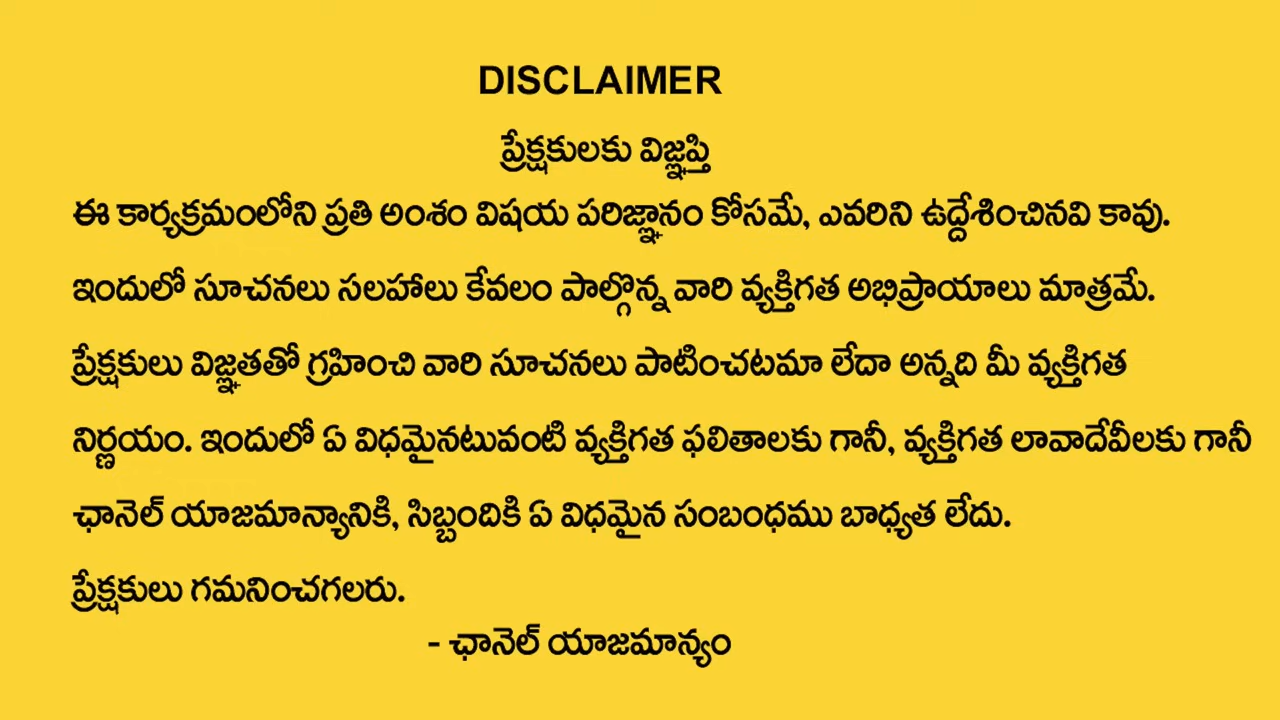 DISCLAIMER
ప్రేక్షకులకు విజ్ఞప్తి
ఈ కార్యక్రమంలోని ప్రతి అంశం విషయ పరిజ్ఞానం కోసమే, ఎవరిని ఉద్దేశించినవి కావు.
ఇందులో సూచనలు సలహాలు కేవలం పాల్గొన్న వారి వ్యక్తిగత అభిప్రాయాలు మాత్రమే.
ప్రేక్షకులు విజ్ఞతతో గ్రహించి వారి సూచనలు పాటించటమా లేదా అన్నది మీ వ్యక్తిగత
నిర్ణయం. ఇందులో ఏ విధమైనటువంటి వ్యక్తిగత ఫలితాలకు గానీ, వ్యక్తిగత లావాదేవీలకు గానీ
ఛానెల్ యాజమాన్యానికి, సిబ్బందికి ఏ విధమైన సంబంధము బాధ్యత లేదు.
ప్రేక్షకులు గమనించగలరు.
- ఛానెల్ యాజమాన్యం